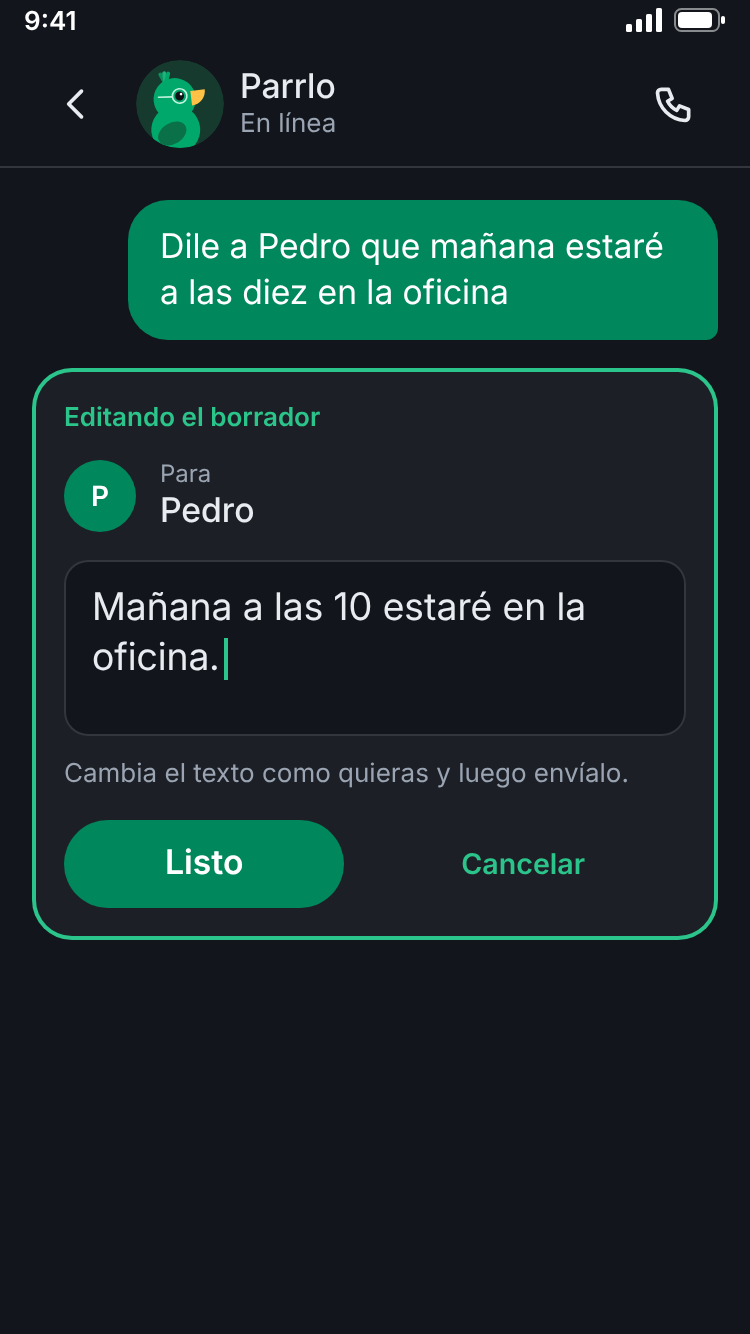 9:41
Parrlo
En línea
Dile a Pedro que mañana estaré
a las diez en la oficina
Editando el borrador
P
Para
Pedro
Mañana a las 10 estaré en la
oficina.
Cambia el texto como quieras y luego envíalo.
Listo
Cancelar